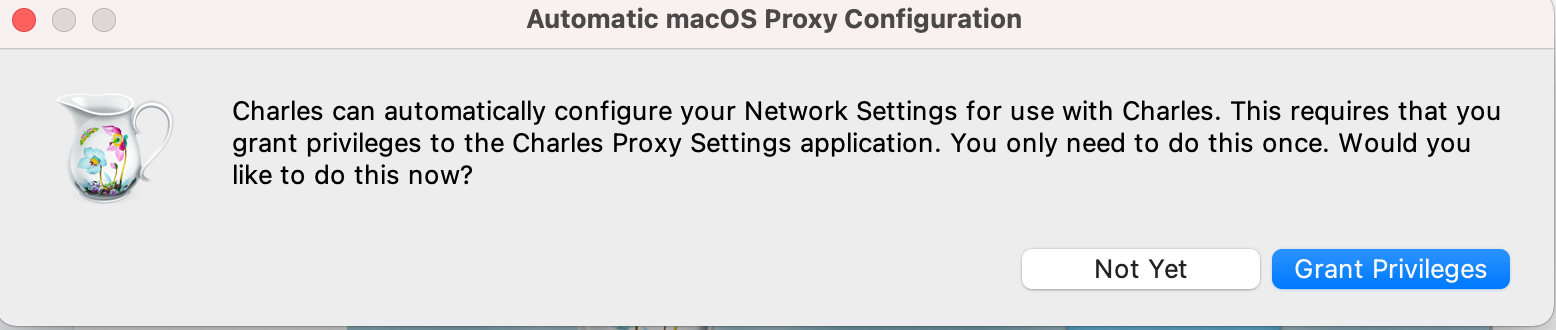 Automatic macOS Proxy Configuration
Charles can automatically configure your Network Settings for use with Charles. This requires that you
grant privileges to the Charles Proxy Settings application. You only need to do this once. Would you
like to do this now?
Not Yet
Grant Privileges